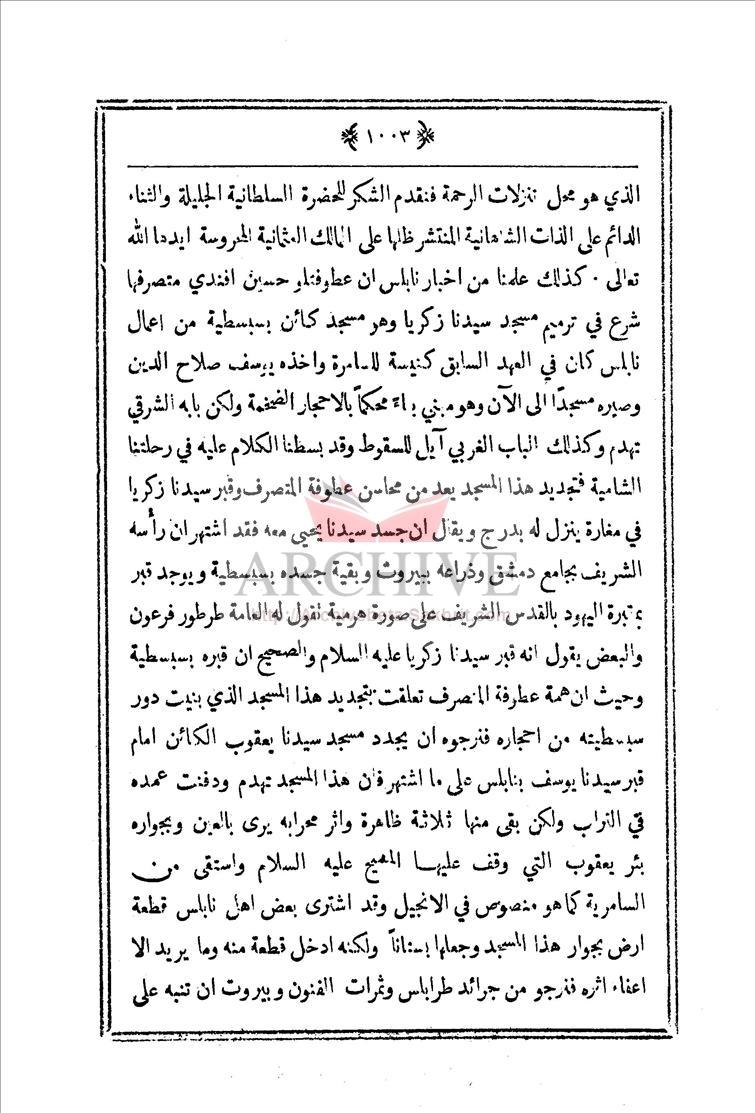 ﴿ ١٠٠٣ ﴾
الذي هو محل تنزلات الرحمة فنقدم الشكر للحضرة السلطانية الجليلة والثناء
الدائم على الذات الشاهانية المنتشر ظلها على الممالك العثمانية المحروسة ايدها الله
تعالى ٠ كذلك علمنا من اخبار نابلس ان عطوفتلو حسين افندي متصرفها
شرع في ترميم مسجد سيدنا زكريا وهو مسجد كائن بسبسطية من اعمال
نابلس كان في العهد السابق كنيسة للسامرة واخذه يوسف صلاح الدين
وصيره مسجدًا الى الآن وهو مبني بناءً محكماً بالاحجار الضخمة ولكن بابه الشرقي
تهدم وكذلك الباب الغربي آيل للسقوط وقد بسطنا الكلام عليه في رحلتنا
الشامية فتجديد هذا المسجد يعد من محاسن عطوفة المتصرف وقبر سيدنا زكريا
في مغارة ينزل له بدرج ويقال ان جسد سيدنا يحيى معه فقد اشتهر ان رأسه
الشريف بجامع دمشق وذراعه ببيروت وبقية جسده بسبسطية ويوجد قبر
بمقبرة اليهود بالقدس الشريف على صورة هرمية تقول له العامة طرطور فرعون
والبعض يقول انه قبر سيدنا زكريا عليه السلام والصحيح ان قبره بسبسطية
وحيث ان همة عطوفة المتصرف تعلقت بتجديد هذا المسجد الذي بنيت دور
سبسطيته من احجاره فنرجوه ان يجدد مسجد سيدنا يعقوب الكائن امام
قبر سيدنا يوسف بنابلس على ما اشتهر فان هذا المسجد تهدم ودفنت عمده
في التراب ولكن بقى منها ثلاثة ظاهرة واثر محرابه يرى بالعين وبجواره
بئر يعقوب التي وقف عليها المسيح عليه السلام واستقى من
السامرية كما هو منصوص في الانجيل وقد اشترى بعض اهل نابلس قطعة
ارض بجوار هذا المسجد وجعلها بستاناً ولكنه ادخل قطعة منه وما يريد الا
اعفاء اثره فنرجو من جرائد طرابلس وثمرات الفنون وبيروت ان تنبه على
ARCHIVE